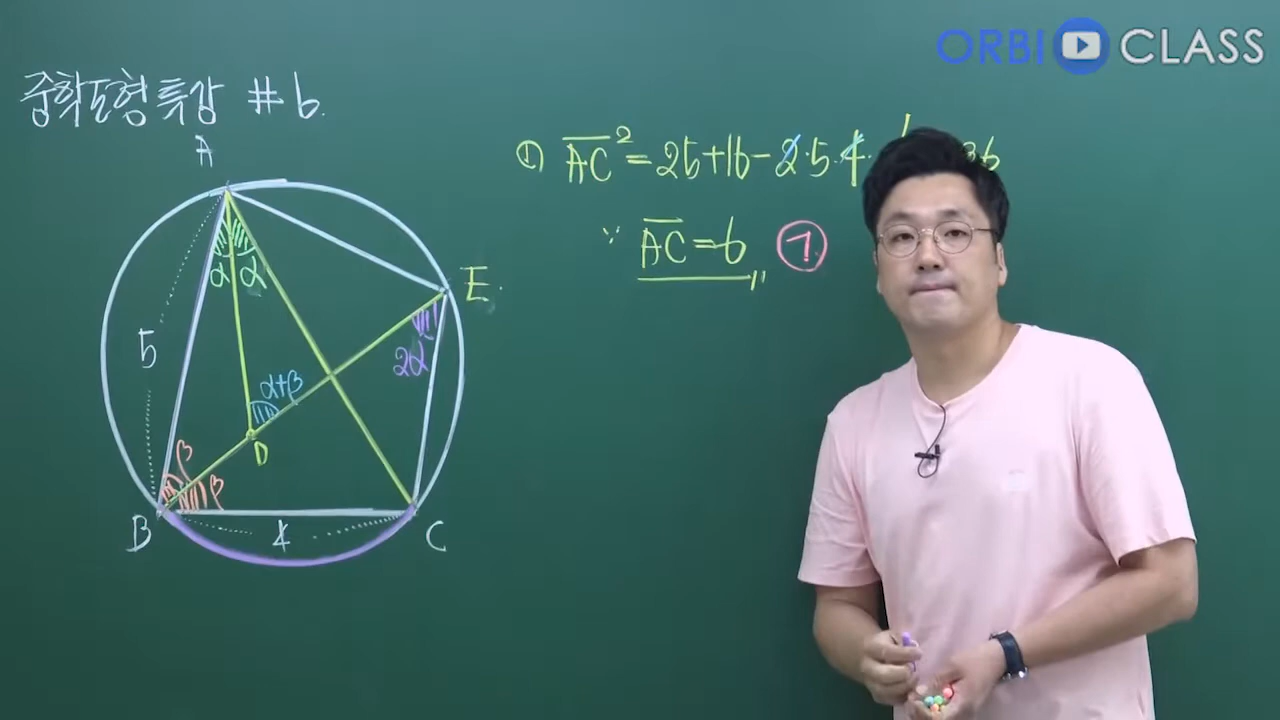 ORBI CLASS
중학도형특강 #6.
A
① AC² = 25+16-2·5·4· 36
∵ AC = 6 ㄱ
E.
α α
5
2α
α+β
D
β
β
B
4
C